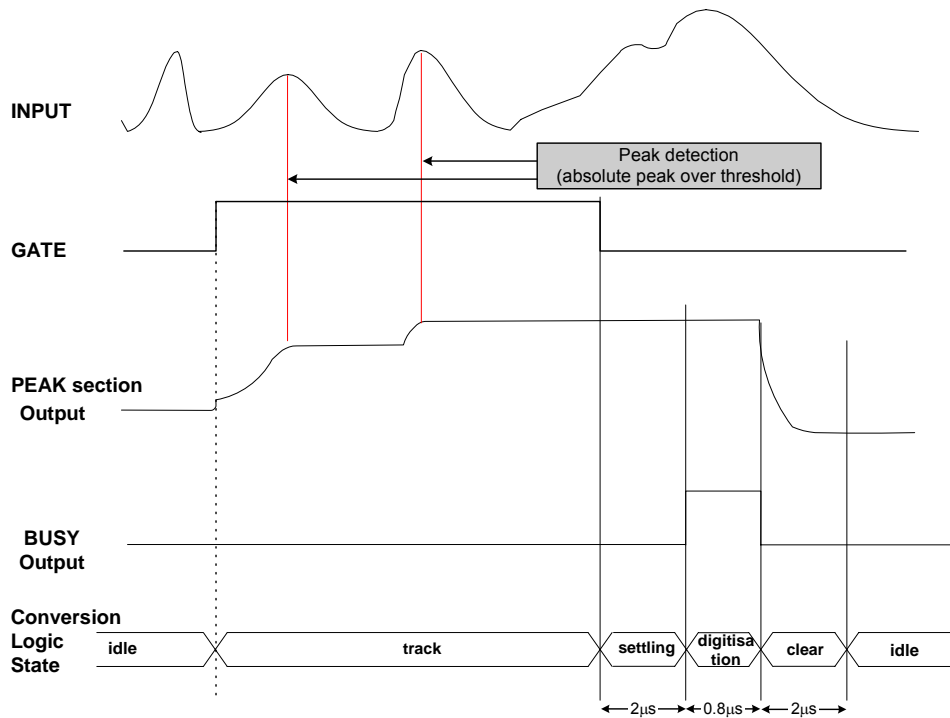 INPUT
Peak detection
(absolute peak over threshold)
GATE
PEAK section
Output
BUSY
Output
Conversion
Logic
State
idle
track
settling
digitisa
tion
clear
idle
2µs
0.8µs
2µs